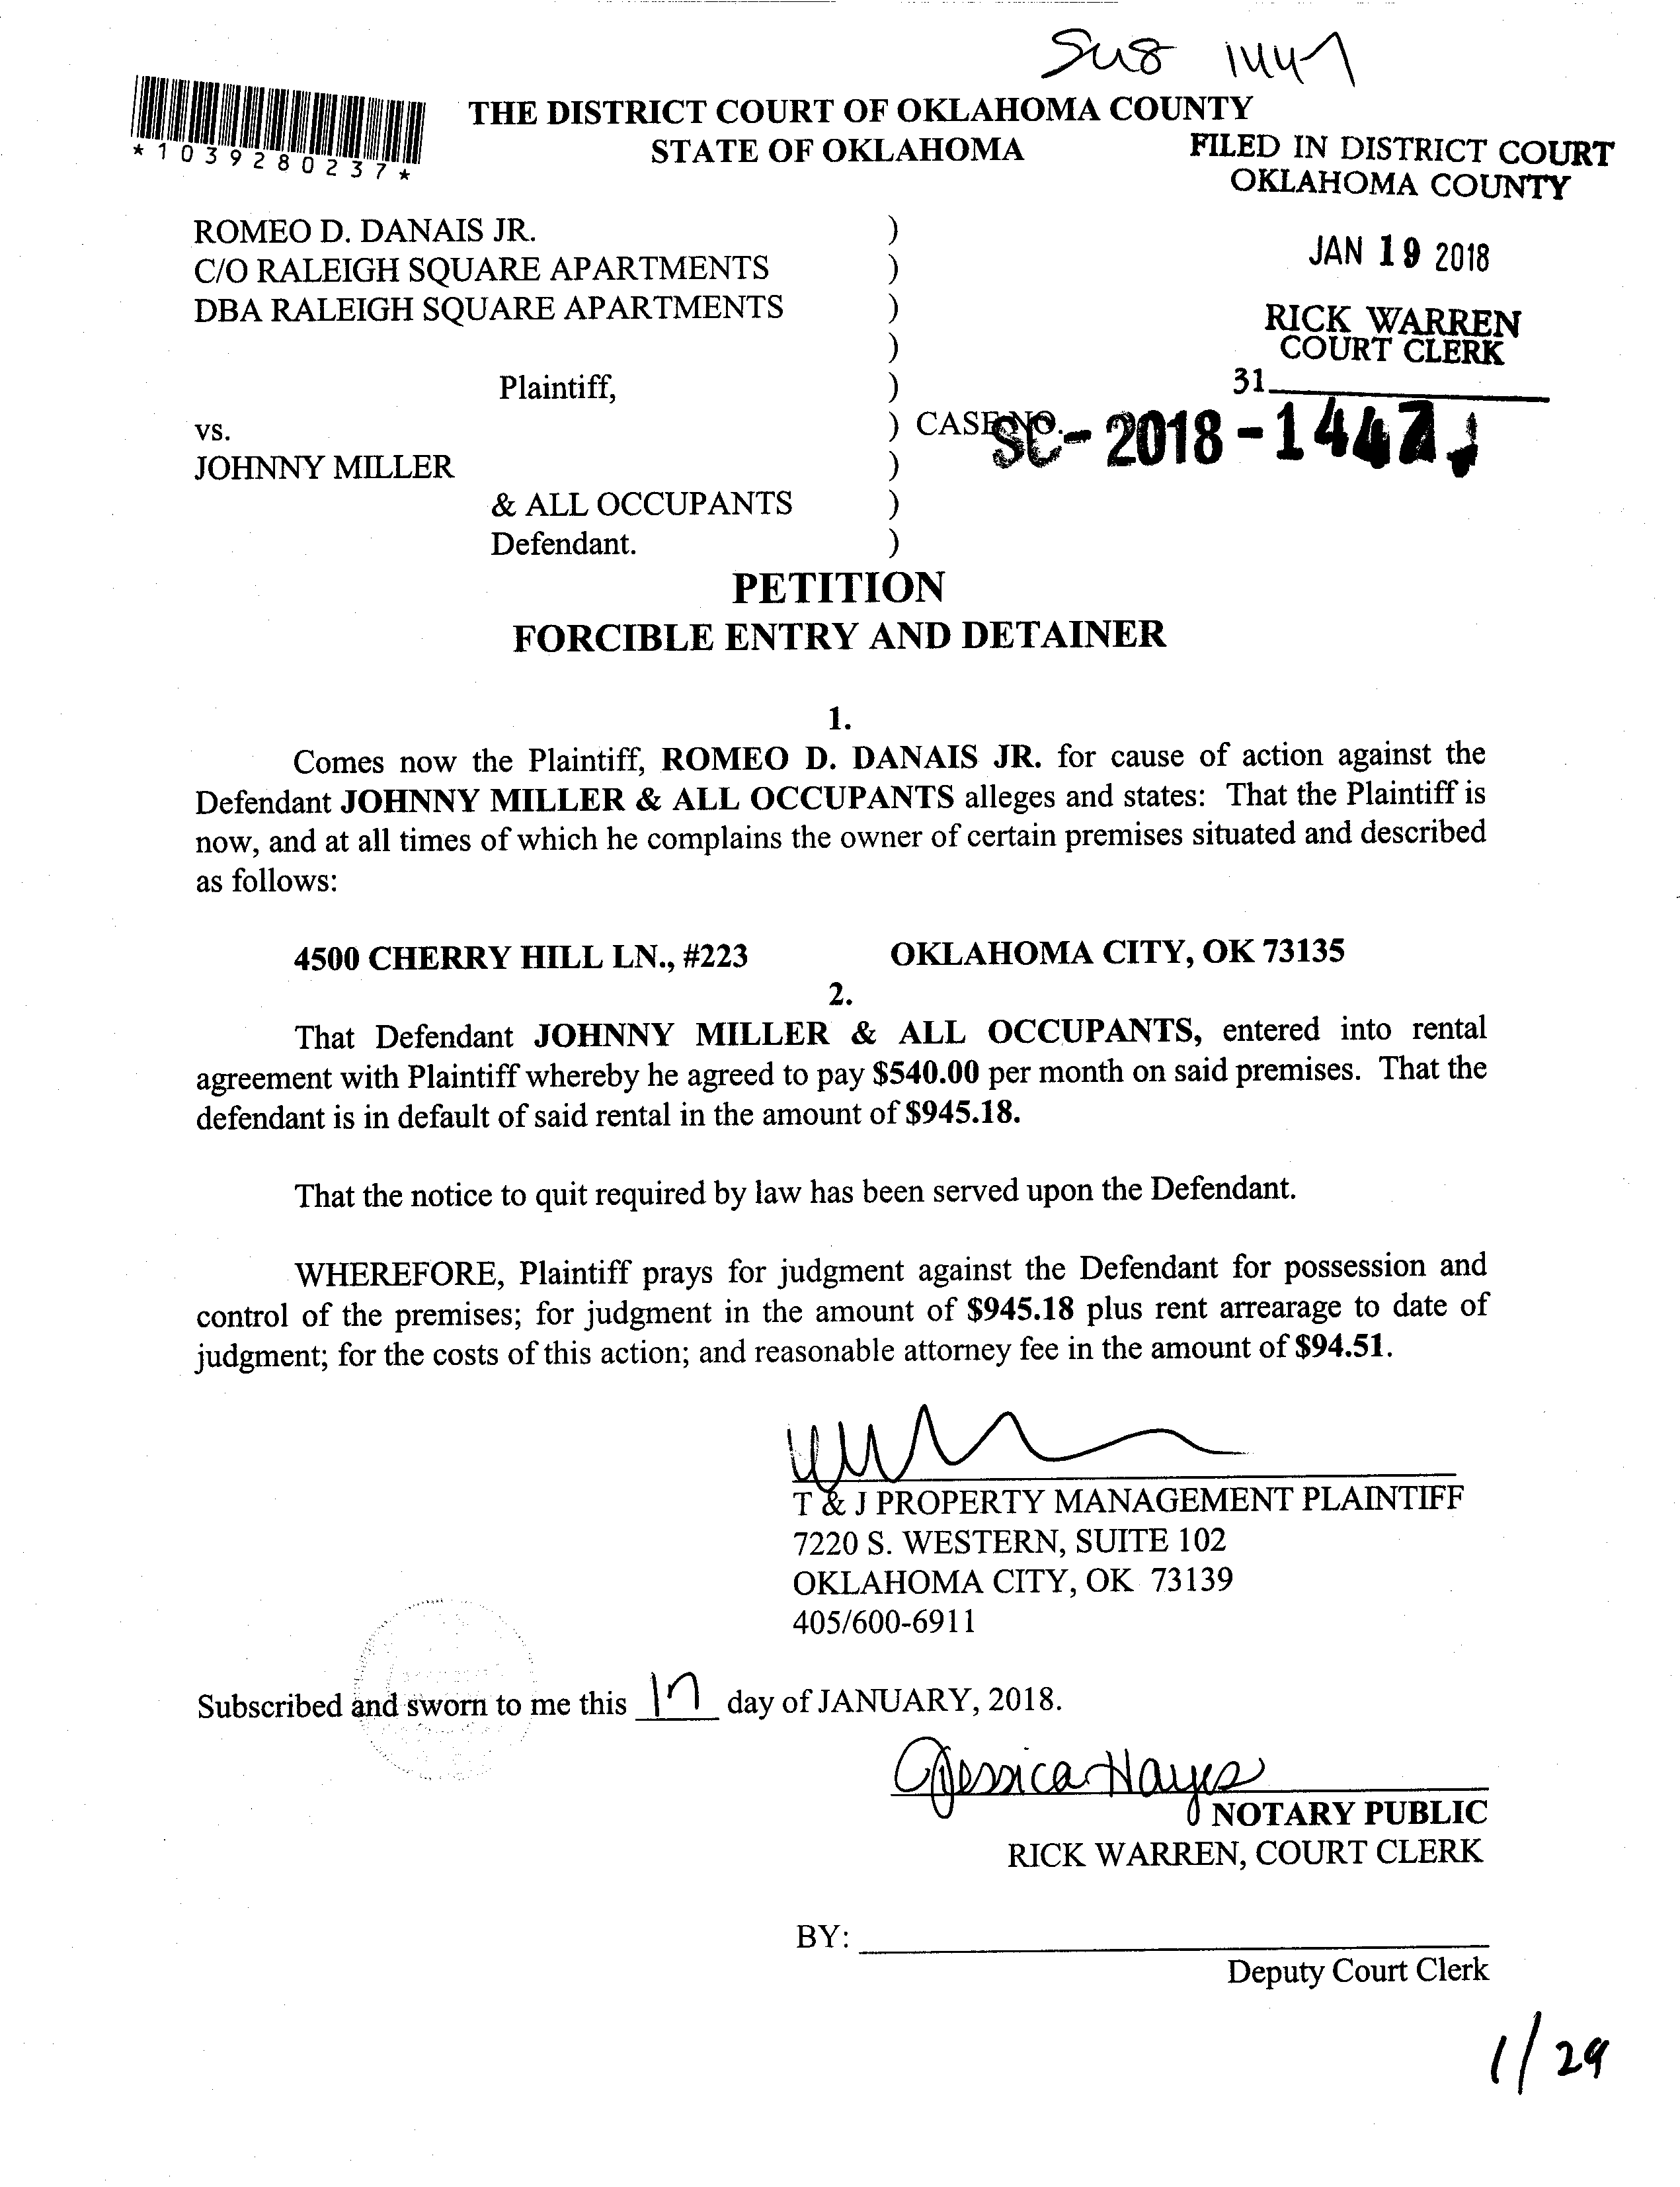 1447
THE DISTRICT COURT OF OKLAHOMA COUNTY
STATE OF OKLAHOMA
*1039280237*
FILED IN DISTRICT COURT
OKLAHOMA COUNTY
JAN 19 2018
RICK WARREN
COURT CLERK
31
ROMEO D. DANAIS JR. )
C/O RALEIGH SQUARE APARTMENTS )
DBA RALEIGH SQUARE APARTMENTS )
)
Plaintiff, )
vs. ) CASE NO. SC-2018-1447
JOHNNY MILLER )
& ALL OCCUPANTS )
Defendant. )
PETITION
FORCIBLE ENTRY AND DETAINER
1.
Comes now the Plaintiff, ROMEO D. DANAIS JR. for cause of action against the
Defendant JOHNNY MILLER & ALL OCCUPANTS alleges and states: That the Plaintiff is
now, and at all times of which he complains the owner of certain premises situated and described
as follows:
4500 CHERRY HILL LN., #223 OKLAHOMA CITY, OK 73135
2.
That Defendant JOHNNY MILLER & ALL OCCUPANTS, entered into rental
agreement with Plaintiff whereby he agreed to pay $540.00 per month on said premises. That the
defendant is in default of said rental in the amount of $945.18.
That the notice to quit required by law has been served upon the Defendant.
WHEREFORE, Plaintiff prays for judgment against the Defendant for possession and
control of the premises; for judgment in the amount of $945.18 plus rent arrearage to date of
judgment; for the costs of this action; and reasonable attorney fee in the amount of $94.51.
T & J PROPERTY MANAGEMENT PLAINTIFF
7220 S. WESTERN, SUITE 102
OKLAHOMA CITY, OK 73139
405/600-6911
Subscribed and sworn to me this 17 day of JANUARY, 2018.
Jessica Hayes
NOTARY PUBLIC
RICK WARREN, COURT CLERK
BY:
Deputy Court Clerk
1/29